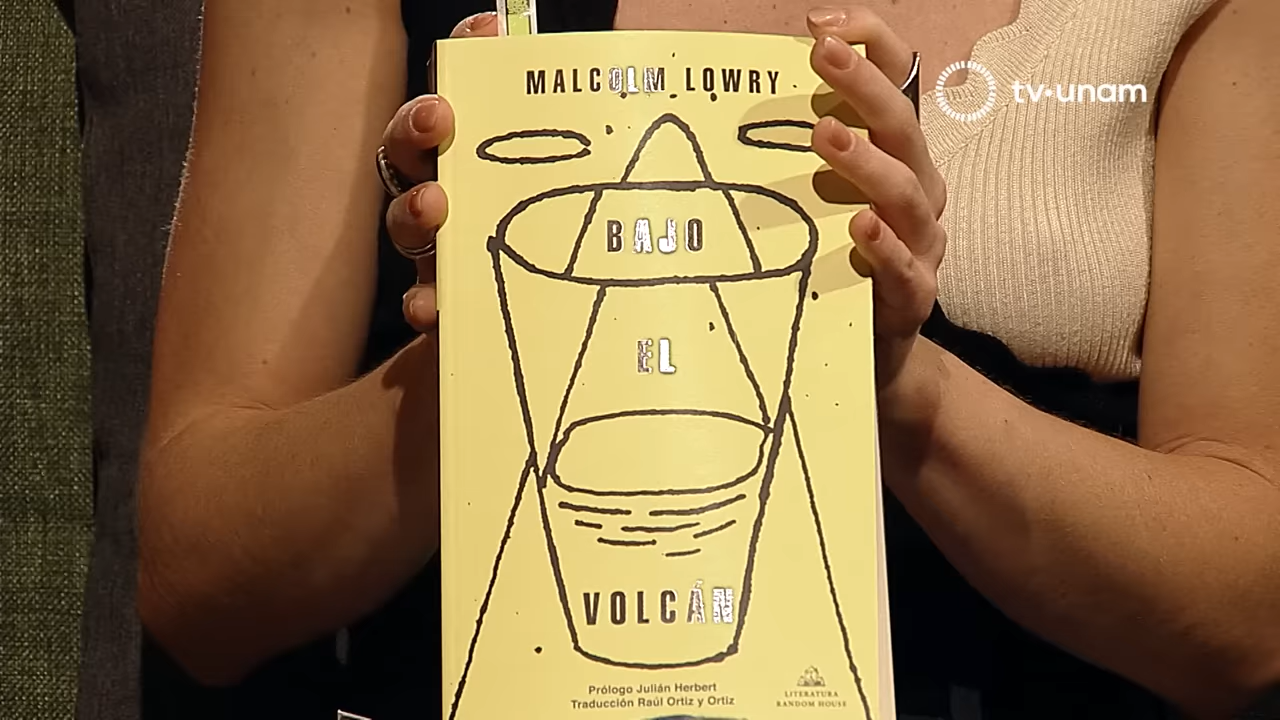 MALCOLM LOWRY
tv·unam
BAJO
EL
VOLCÁN
Prólogo Julián Herbert
Traducción Raúl Ortiz y Ortiz
LITERATURA
RANDOM HOUSE